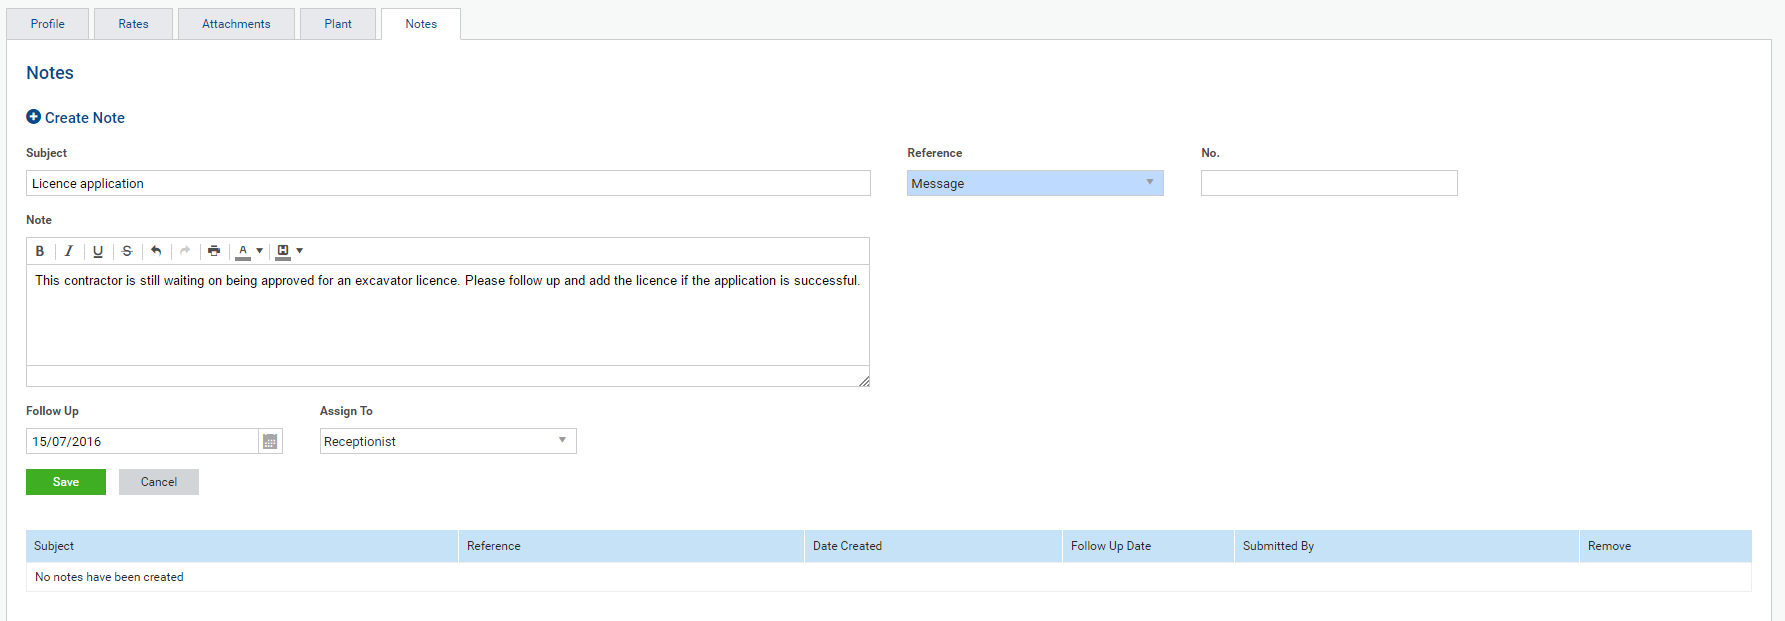 Profile Rates Attachments Plant Notes
Notes
Create Note
Subject Reference No.
Licence application Message
Note
B I U S A H
This contractor is still waiting on being approved for an excavator licence. Please follow up and add the licence if the application is successful.
Follow Up Assign To
15/07/2016 Receptionist
Save Cancel
Subject Reference Date Created Follow Up Date Submitted By Remove
No notes have been created